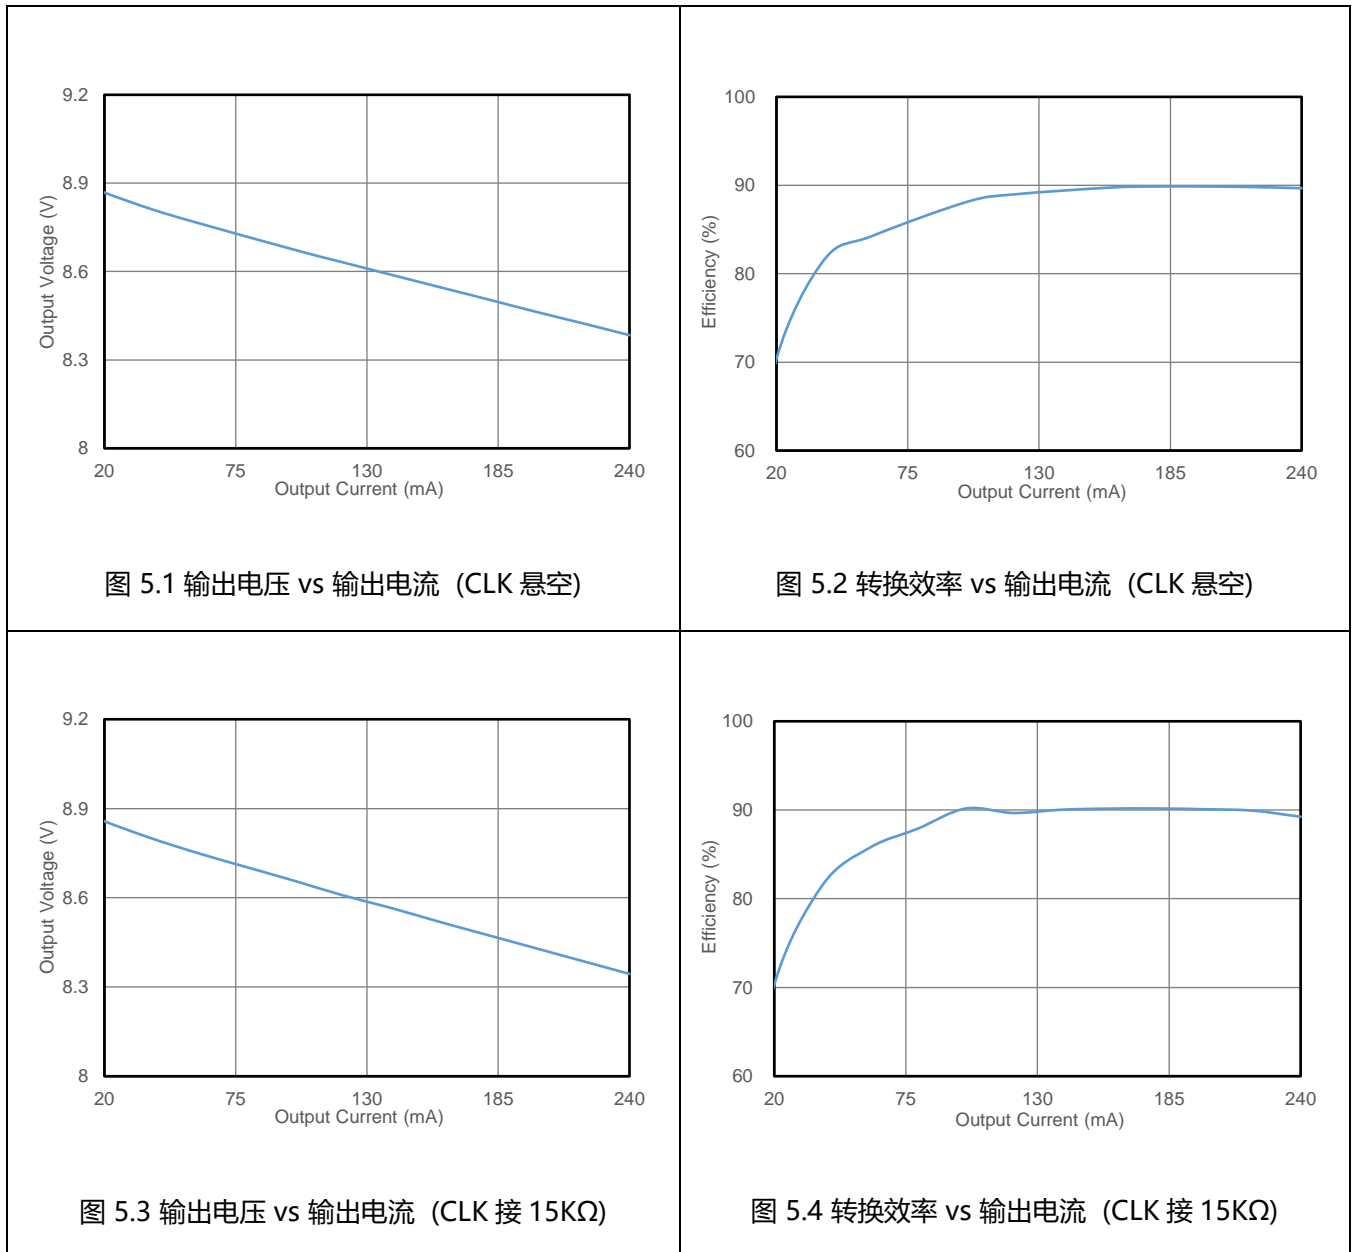 9.2
8.9
8.6
8.3
8
Output Voltage (V)
20 75 130 185 240
Output Current (mA)
图 5.1 输出电压 vs 输出电流 (CLK 悬空)
100
90
80
70
60
Efficiency (%)
20 75 130 185 240
Output Current (mA)
图 5.2 转换效率 vs 输出电流 (CLK 悬空)
9.2
8.9
8.6
8.3
8
Output Voltage (V)
20 75 130 185 240
Output Current (mA)
图 5.3 输出电压 vs 输出电流 (CLK 接 15KΩ)
100
90
80
70
60
Efficiency (%)
20 75 130 185 240
Output Current (mA)
图 5.4 转换效率 vs 输出电流 (CLK 接 15KΩ)